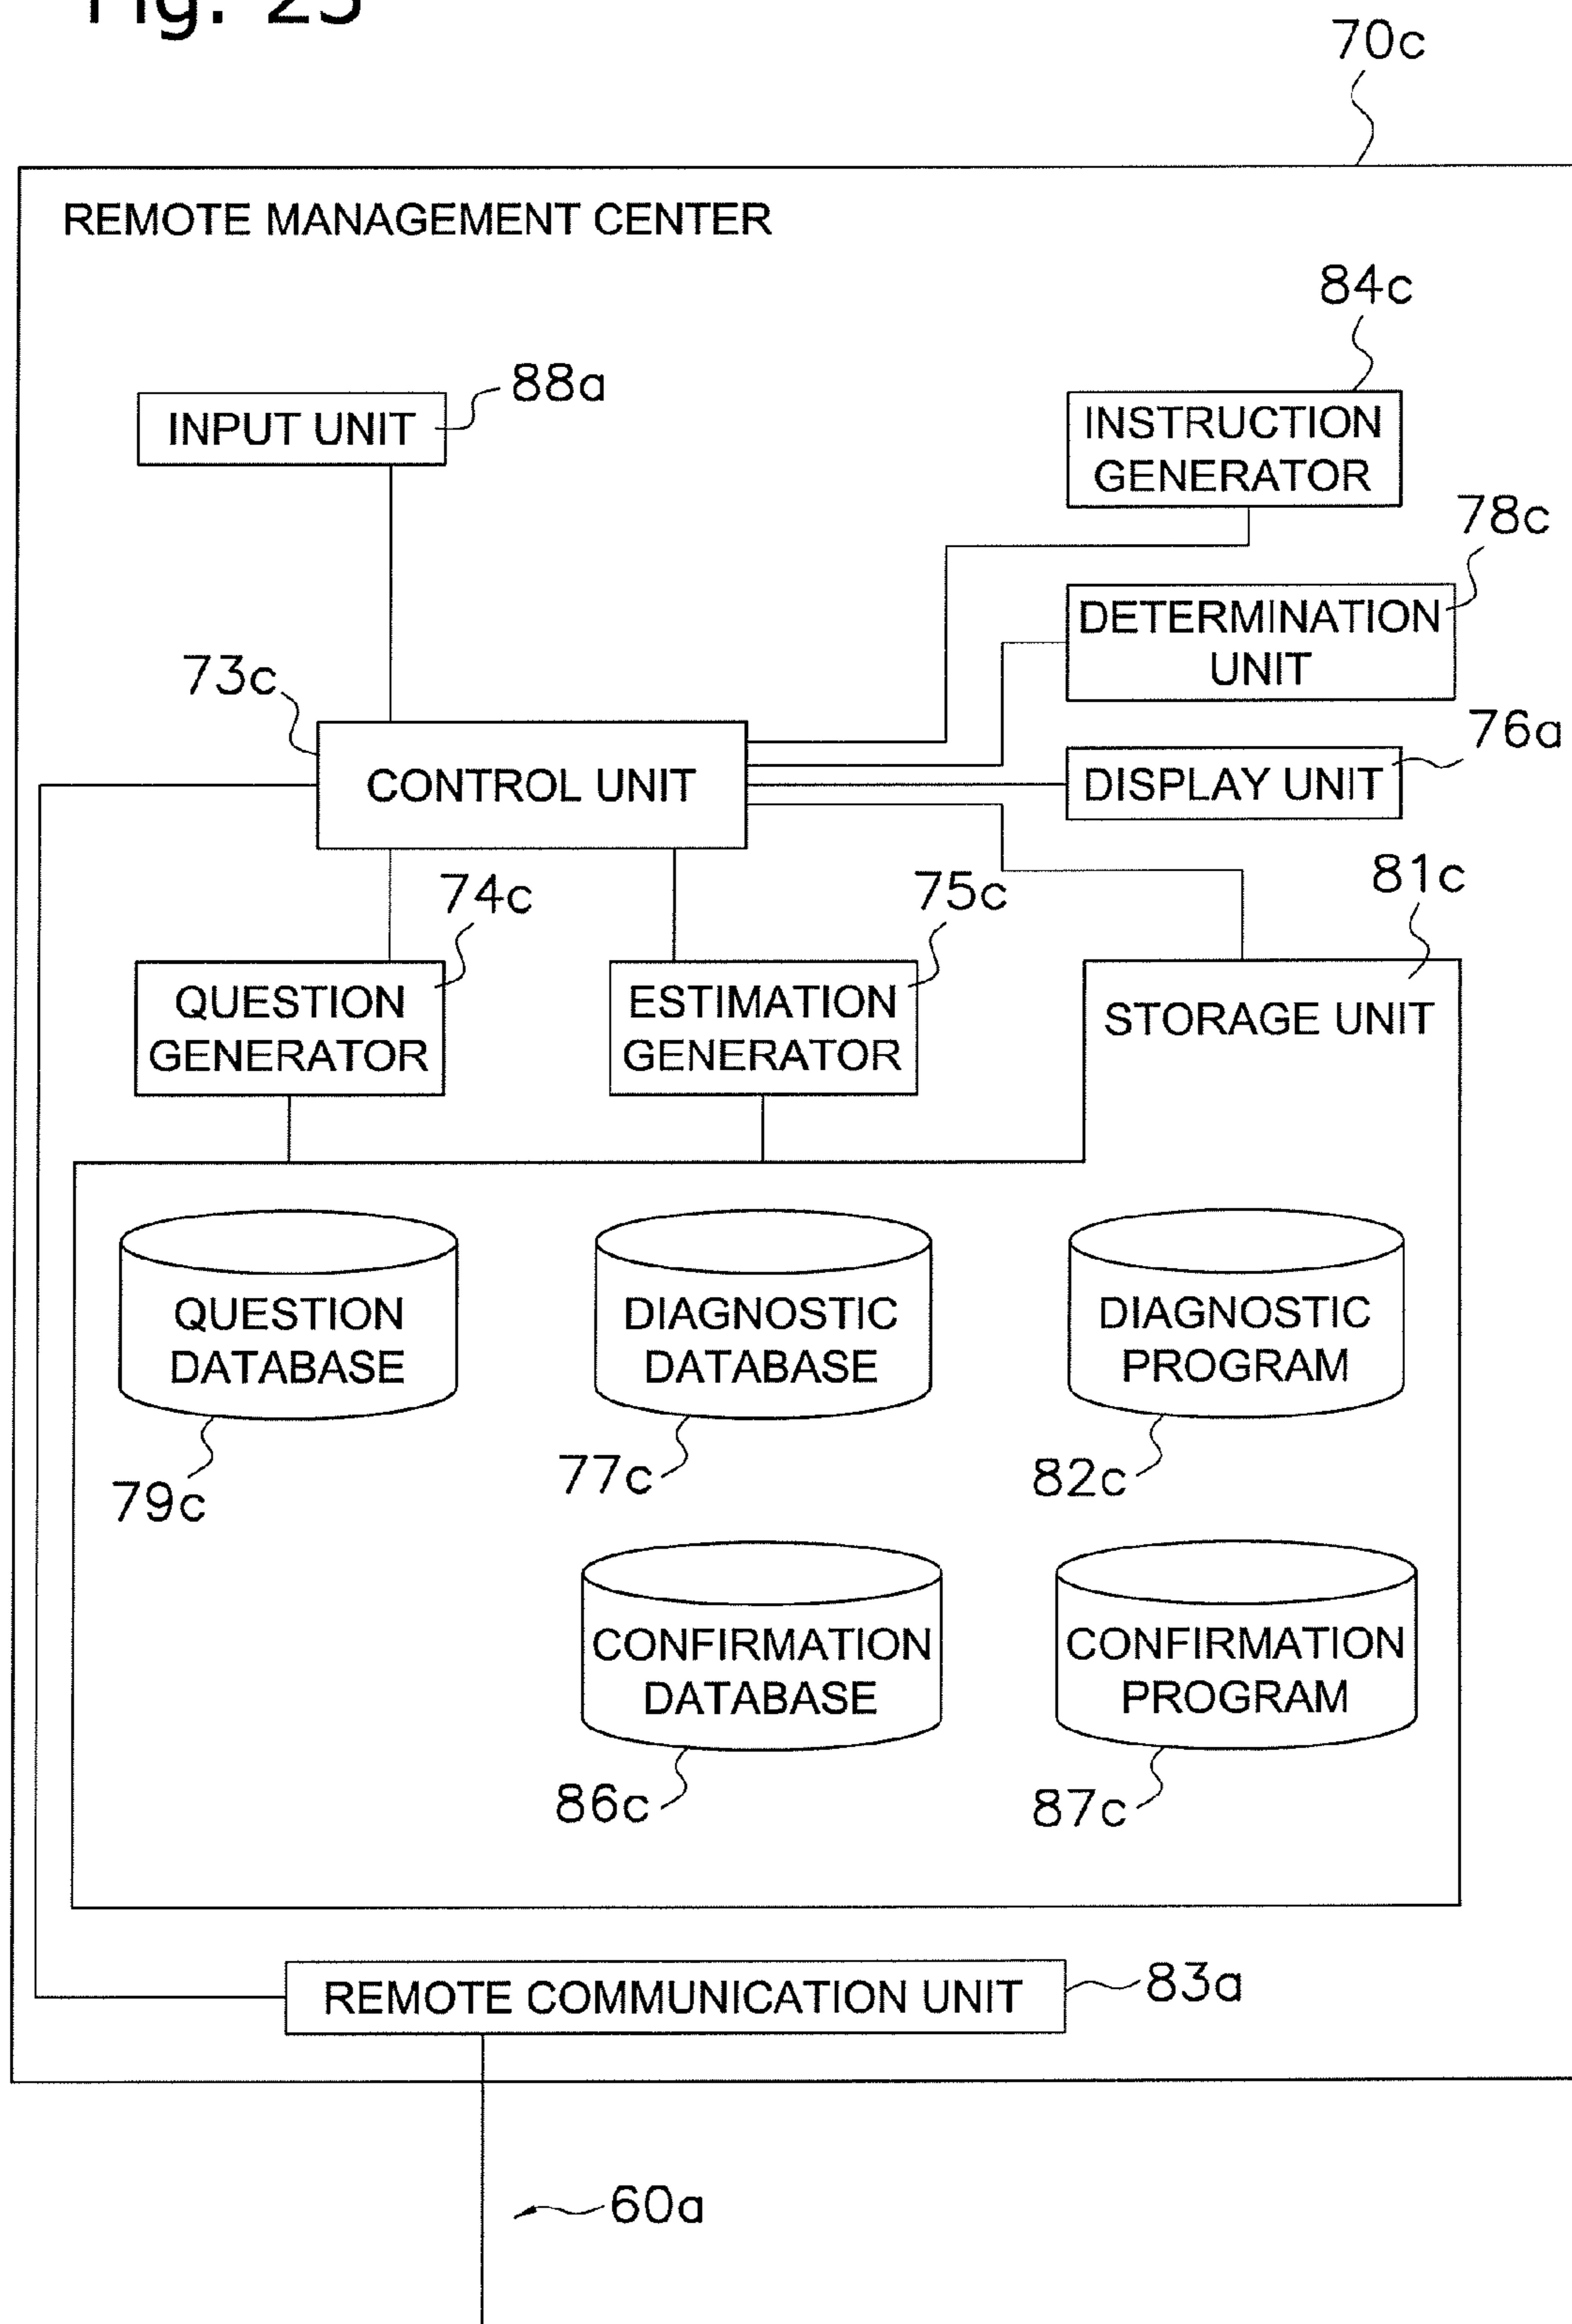 Fig. 23
70c
REMOTE MANAGEMENT CENTER
84c
88a
INPUT UNIT
INSTRUCTION
GENERATOR
78c
DETERMINATION
UNIT
73c
76a
CONTROL UNIT
DISPLAY UNIT
74c
75c
81c
QUESTION
GENERATOR
ESTIMATION
GENERATOR
STORAGE UNIT
QUESTION
DATABASE
DIAGNOSTIC
DATABASE
DIAGNOSTIC
PROGRAM
79c
77c
82c
CONFIRMATION
DATABASE
CONFIRMATION
PROGRAM
86c
87c
REMOTE COMMUNICATION UNIT
83a
60a